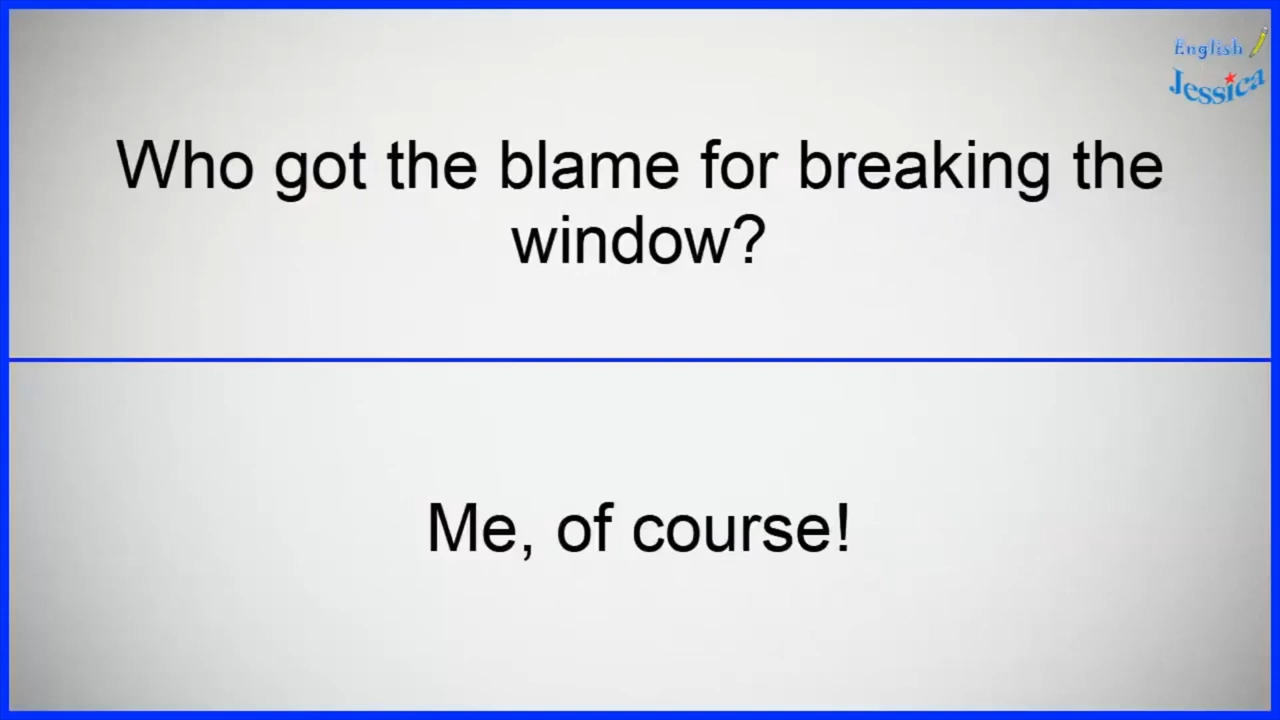 English
Jessica
Who got the blame for breaking the
window?
Me, of course!